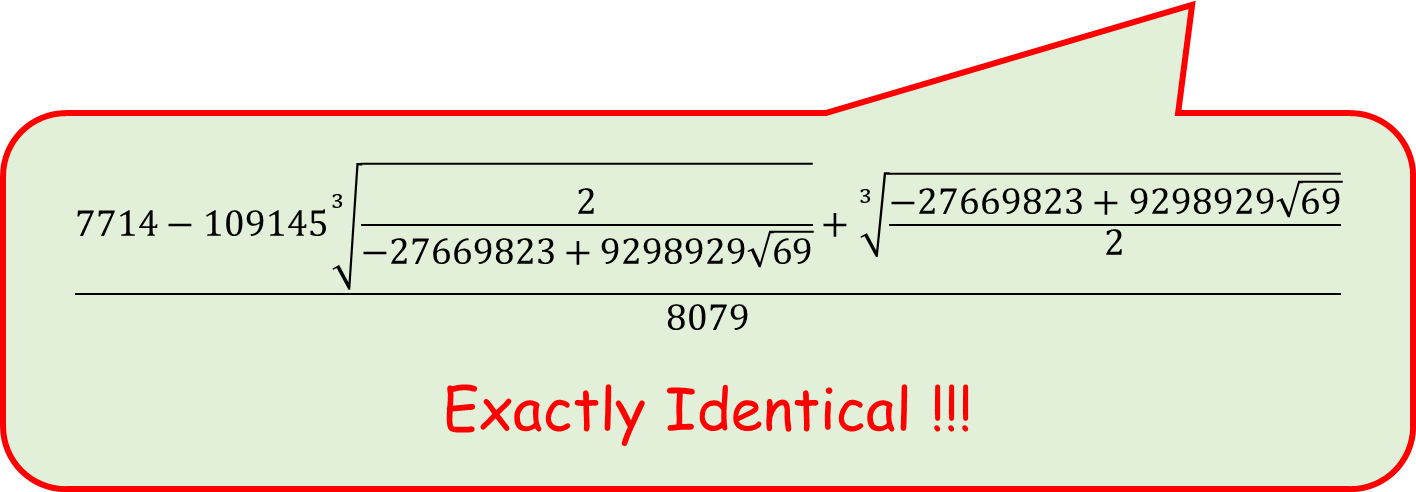 7714 − 109145 ∛(2 / (−27669823 + 9298929√69)) + ∛((−27669823 + 9298929√69) / 2)
8079
Exactly Identical !!!